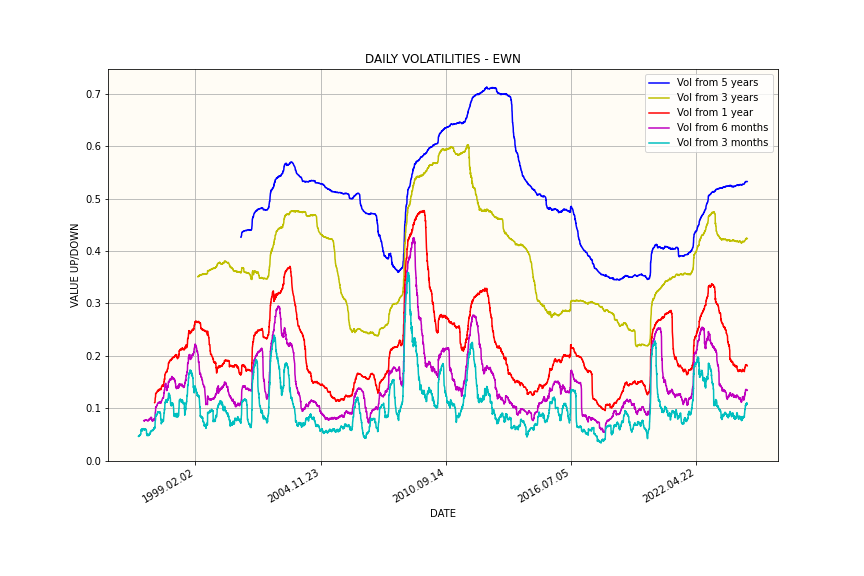 DAILY VOLATILITIES - EWN
Vol from 5 years
Vol from 3 years
Vol from 1 year
Vol from 6 months
Vol from 3 months
VALUE UP/DOWN
0.7
0.6
0.5
0.4
0.3
0.2
0.1
0.0
1999.02.02
2004.11.23
2010.09.14
2016.07.05
2022.04.22
DATE